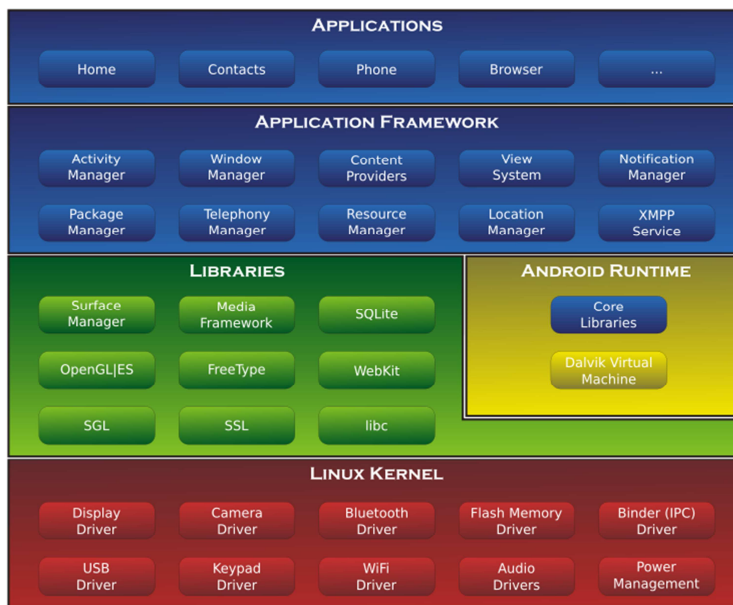 APPLICATIONS
Home
Contacts
Phone
Browser
...
APPLICATION FRAMEWORK
Activity
Manager
Window
Manager
Content
Providers
View
System
Notification
Manager
Package
Manager
Telephony
Manager
Resource
Manager
Location
Manager
XMPP
Service
LIBRARIES
Surface
Manager
Media
Framework
SQLite
OpenGL|ES
FreeType
WebKit
SGL
SSL
libc
ANDROID RUNTIME
Core
Libraries
Dalvik Virtual
Machine
LINUX KERNEL
Display
Driver
Camera
Driver
Bluetooth
Driver
Flash Memory
Driver
Binder (IPC)
Driver
USB
Driver
Keypad
Driver
WiFi
Driver
Audio
Drivers
Power
Management